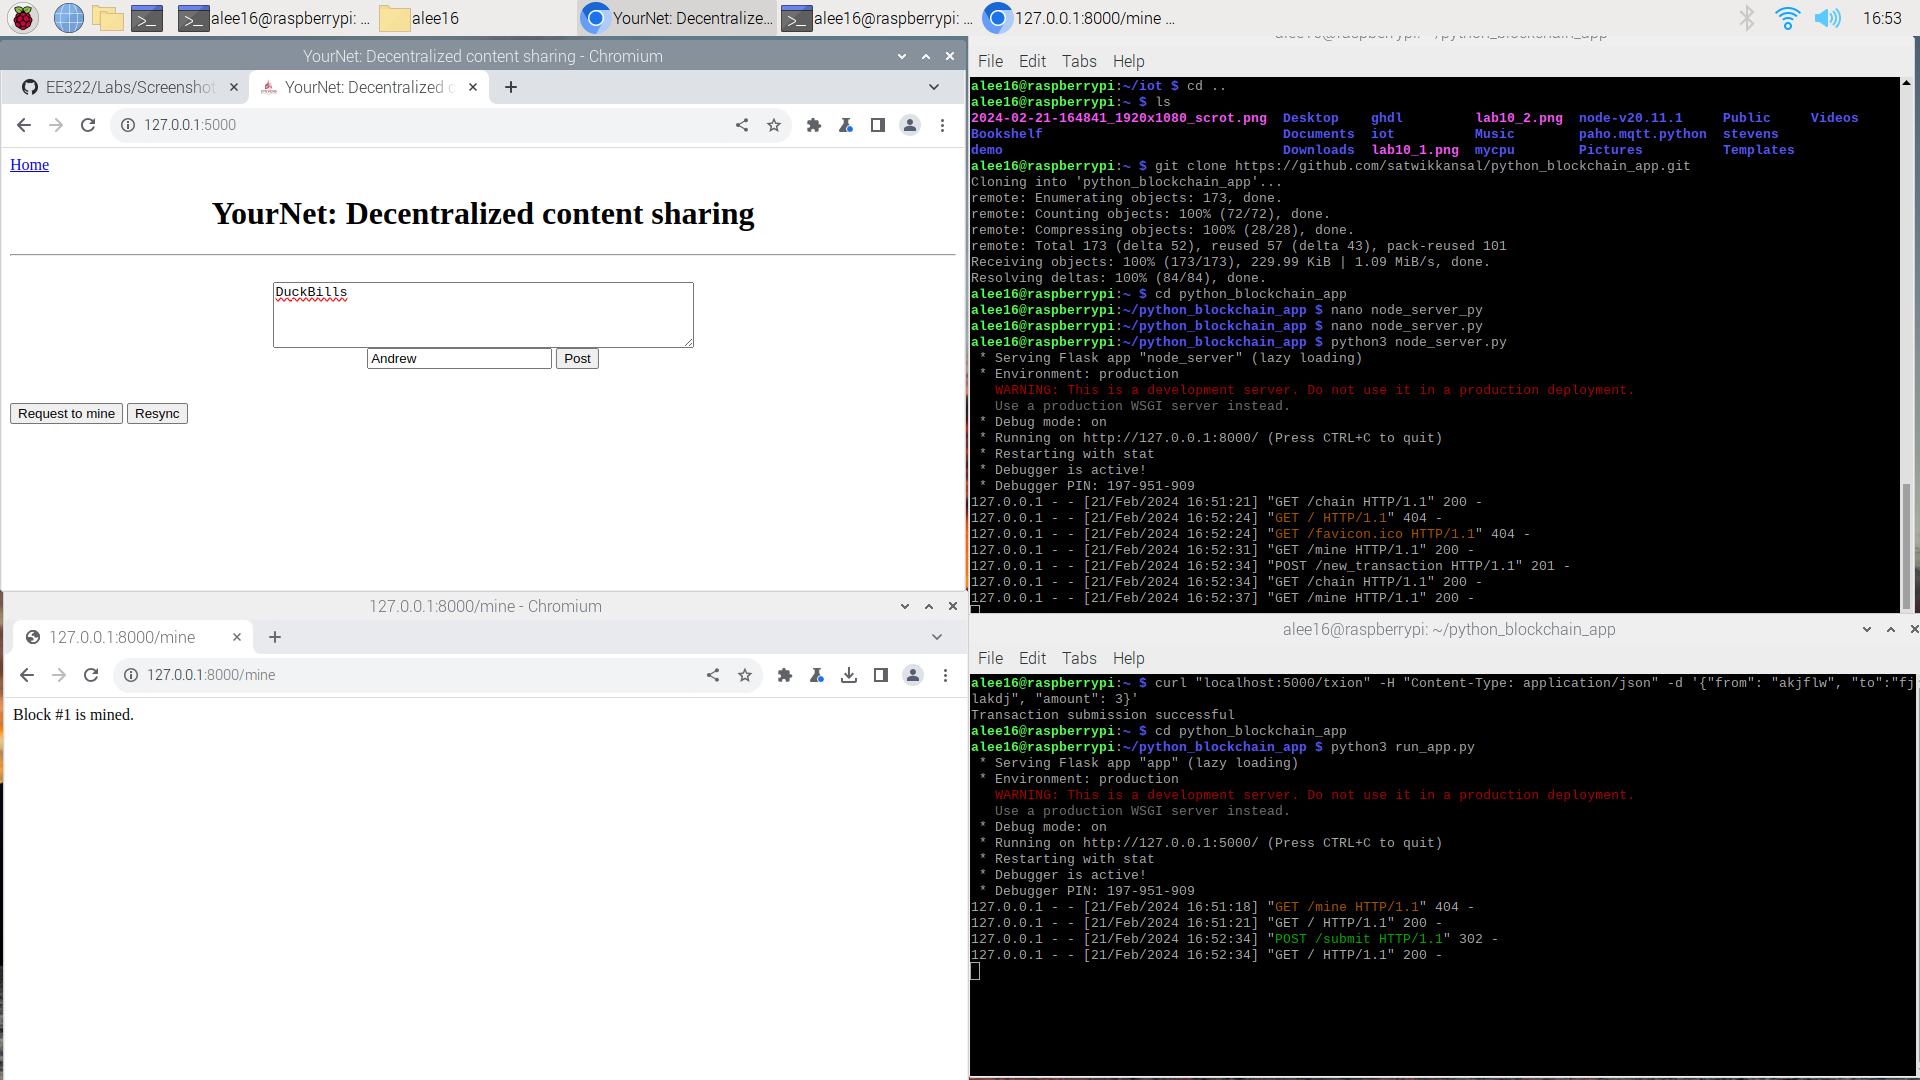 alee16@raspberrypi: ...
alee16
YourNet: Decentralize...
alee16@raspberrypi: ...
127.0.0.1:8000/mine ...
16:53
YourNet: Decentralized content sharing - Chromium
EE322/Labs/Screenshot
YourNet: Decentralized c
127.0.0.1:5000
Home
YourNet: Decentralized content sharing
DuckBills
Andrew
Post
Request to mine
Resync
127.0.0.1:8000/mine - Chromium
127.0.0.1:8000/mine
127.0.0.1:8000/mine
Block #1 is mined.
alee16@raspberrypi: ~/python_blockchain_app
File Edit Tabs Help
alee16@raspberrypi:~/iot $ cd ..
alee16@raspberrypi:~ $ ls
2024-02-21-164841_1920x1080_scrot.png Desktop ghdl lab10_2.png node-v20.11.1 Public Videos
Bookshelf Documents iot Music paho.mqtt.python stevens
demo Downloads lab10_1.png mycpu Pictures Templates
alee16@raspberrypi:~ $ git clone https://github.com/satwikkansal/python_blockchain_app.git
Cloning into 'python_blockchain_app'...
remote: Enumerating objects: 173, done.
remote: Counting objects: 100% (72/72), done.
remote: Compressing objects: 100% (28/28), done.
remote: Total 173 (delta 52), reused 57 (delta 43), pack-reused 101
Receiving objects: 100% (173/173), 229.99 KiB | 1.09 MiB/s, done.
Resolving deltas: 100% (84/84), done.
alee16@raspberrypi:~ $ cd python_blockchain_app
alee16@raspberrypi:~/python_blockchain_app $ nano node_server_py
alee16@raspberrypi:~/python_blockchain_app $ nano node_server.py
alee16@raspberrypi:~/python_blockchain_app $ python3 node_server.py
* Serving Flask app "node_server" (lazy loading)
* Environment: production
WARNING: This is a development server. Do not use it in a production deployment.
Use a production WSGI server instead.
* Debug mode: on
* Running on http://127.0.0.1:8000/ (Press CTRL+C to quit)
* Restarting with stat
* Debugger is active!
* Debugger PIN: 197-951-909
127.0.0.1 - - [21/Feb/2024 16:51:21] "GET /chain HTTP/1.1" 200 -
127.0.0.1 - - [21/Feb/2024 16:52:24] "GET / HTTP/1.1" 404 -
127.0.0.1 - - [21/Feb/2024 16:52:24] "GET /favicon.ico HTTP/1.1" 404 -
127.0.0.1 - - [21/Feb/2024 16:52:31] "GET /mine HTTP/1.1" 200 -
127.0.0.1 - - [21/Feb/2024 16:52:34] "POST /new_transaction HTTP/1.1" 201 -
127.0.0.1 - - [21/Feb/2024 16:52:34] "GET /chain HTTP/1.1" 200 -
127.0.0.1 - - [21/Feb/2024 16:52:37] "GET /mine HTTP/1.1" 200 -
alee16@raspberrypi: ~/python_blockchain_app
File Edit Tabs Help
alee16@raspberrypi:~ $ curl "localhost:5000/txion" -H "Content-Type: application/json" -d '{"from": "akjflw", "to":"fj
lakdj", "amount": 3}'
Transaction submission successful
alee16@raspberrypi:~ $ cd python_blockchain_app
alee16@raspberrypi:~/python_blockchain_app $ python3 run_app.py
* Serving Flask app "app" (lazy loading)
* Environment: production
WARNING: This is a development server. Do not use it in a production deployment.
Use a production WSGI server instead.
* Debug mode: on
* Running on http://127.0.0.1:5000/ (Press CTRL+C to quit)
* Restarting with stat
* Debugger is active!
* Debugger PIN: 197-951-909
127.0.0.1 - - [21/Feb/2024 16:51:18] "GET /mine HTTP/1.1" 404 -
127.0.0.1 - - [21/Feb/2024 16:51:21] "GET / HTTP/1.1" 200 -
127.0.0.1 - - [21/Feb/2024 16:52:34] "POST /submit HTTP/1.1" 302 -
127.0.0.1 - - [21/Feb/2024 16:52:34] "GET / HTTP/1.1" 200 -